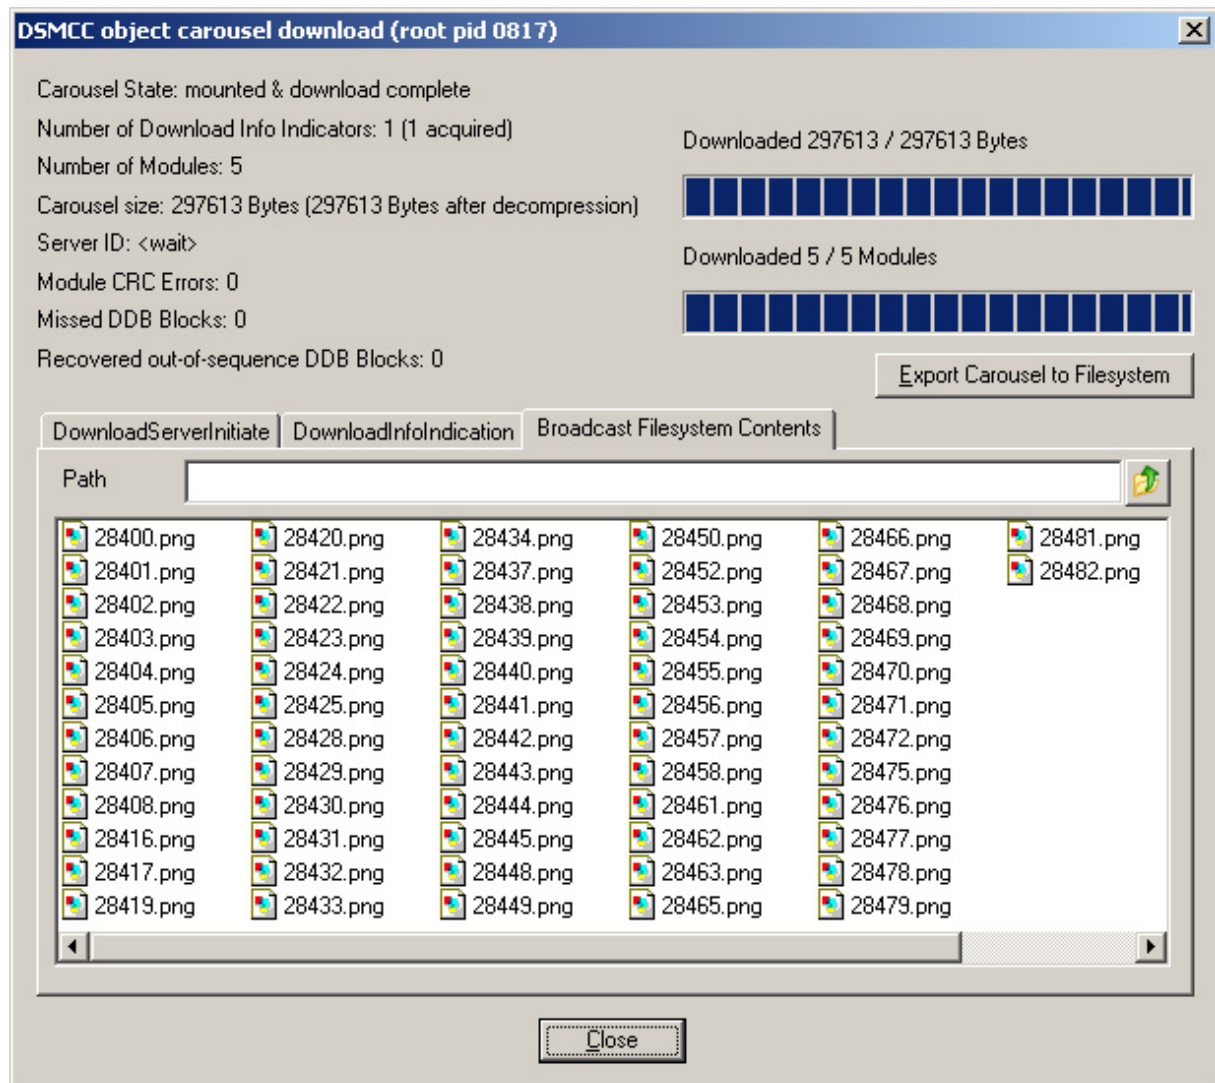 DSMCC object carousel download (root pid 0817)
Carousel State: mounted & download complete
Number of Download Info Indicators: 1 (1 acquired)
Number of Modules: 5
Carousel size: 297613 Bytes (297613 Bytes after decompression)
Server ID: <wait>
Module CRC Errors: 0
Missed DDB Blocks: 0
Recovered out-of-sequence DDB Blocks: 0
Downloaded 297613 / 297613 Bytes
Downloaded 5 / 5 Modules
Export Carousel to Filesystem
DownloadServerInitiate DownloadInfoIndication Broadcast Filesystem Contents
Path
28400.png 28420.png 28434.png 28450.png 28466.png 28481.png
28401.png 28421.png 28437.png 28452.png 28467.png 28482.png
28402.png 28422.png 28438.png 28453.png 28468.png
28403.png 28423.png 28439.png 28454.png 28469.png
28404.png 28424.png 28440.png 28455.png 28470.png
28405.png 28425.png 28441.png 28456.png 28471.png
28406.png 28428.png 28442.png 28457.png 28472.png
28407.png 28429.png 28443.png 28458.png 28475.png
28408.png 28430.png 28444.png 28461.png 28476.png
28416.png 28431.png 28445.png 28462.png 28477.png
28417.png 28432.png 28448.png 28463.png 28478.png
28419.png 28433.png 28449.png 28465.png 28479.png
Close